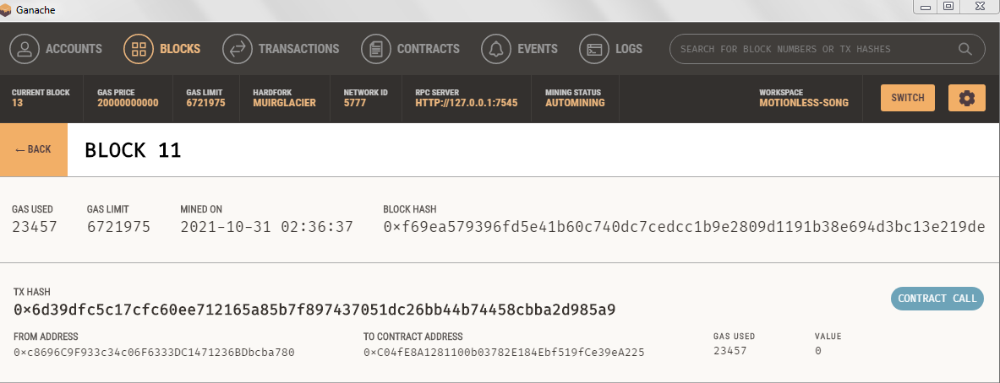 Ganache
ACCOUNTS BLOCKS TRANSACTIONS CONTRACTS EVENTS LOGS SEARCH FOR BLOCK NUMBERS OR TX HASHES
CURRENT BLOCK GAS PRICE GAS LIMIT HARDFORK NETWORK ID RPC SERVER MINING STATUS WORKSPACE
13 20000000000 6721975 MUIRGLACIER 5777 HTTP://127.0.0.1:7545 AUTOMINING MOTIONLESS-SONG SWITCH
← BACK BLOCK 11
GAS USED GAS LIMIT MINED ON BLOCK HASH
23457 6721975 2021-10-31 02:36:37 0×f69ea579396fd5e41b60c740dc7cedcc1b9e2809d1191b38e694d3bc13e219de
TX HASH
0×6d39dfc5c17cfc60ee712165a85b7f897437051dc26bb44b74458cbba2d985a9 CONTRACT CALL
FROM ADDRESS TO CONTRACT ADDRESS GAS USED VALUE
0×c8696C9F933c34c06F6333DC1471236BDbcba780 0×C04fE8A1281100b03782E184Ebf519fCe39eA225 23457 0